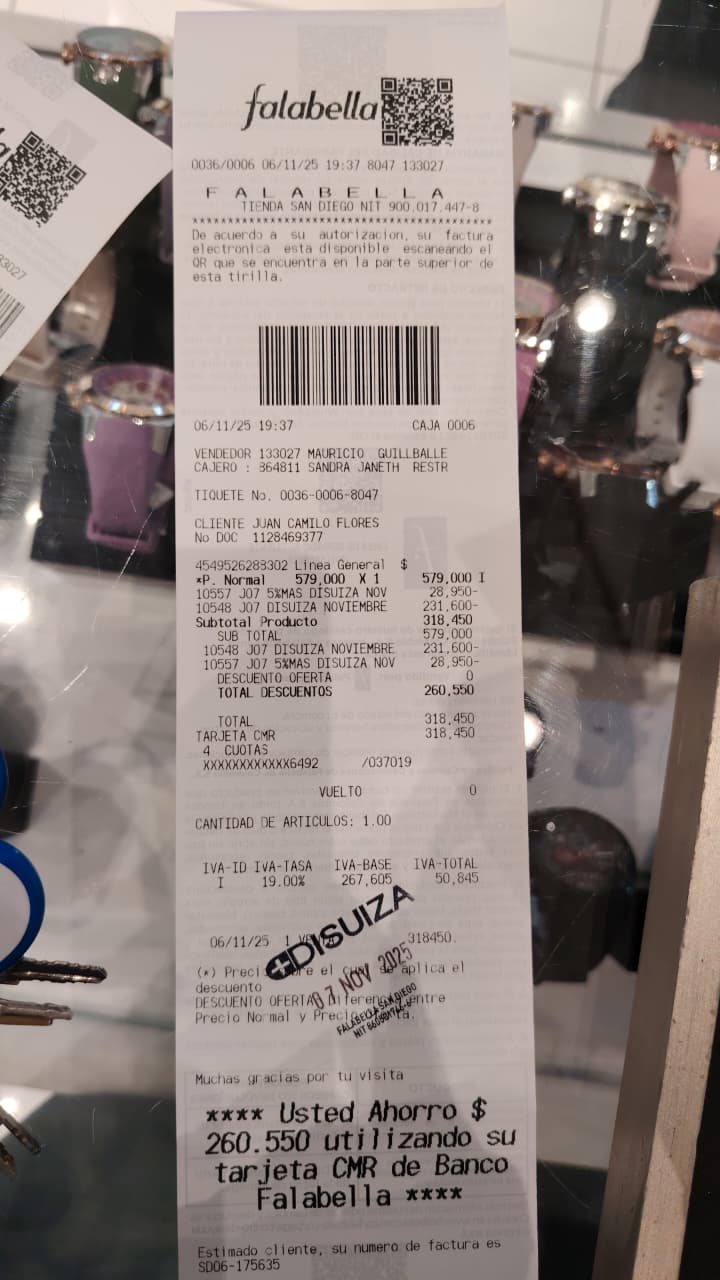 falabella
0036/0006 06/11/25 19:37 8047 133027
F A L A B E L L A
TIENDA SAN DIEGO NIT 900,017.447-8
De acuerdo a su autorizacion, su factura
electronica esta disponible escaneando el
QR que se encuentra en la parte superior de
esta tirilla.
06/11/25 19:37 CAJA 0006
VENDEDOR 133027 MAURICIO GUILLBALLE
CAJERO : 864811 SANDRA JANETH RESTR
TIQUETE No. 0036-0006-8047
CLIENTE JUAN CAMILO FLORES
No DOC 1128469377
4549526283302 Linea General $
*P. Normal 579,000 X 1 579,000 I
10557 J07 5%MAS DISUIZA NOV 28,950-
10548 J07 DISUIZA NOVIEMBRE 231,600-
Subtotal Producto 318,450
SUB TOTAL 579,000
10548 J07 DISUIZA NOVIEMBRE 231,600-
10557 J07 5%MAS DISUIZA NOV 28,950-
DESCUENTO OFERTA 0
TOTAL DESCUENTOS 260,550
TOTAL 318,450
TARJETA CMR 318,450
4 CUOTAS
XXXXXXXXXXXX6492 /037019
VUELTO 0
CANTIDAD DE ARTICULOS: 1.00
IVA-ID IVA-TASA IVA-BASE IVA-TOTAL
I 19.00% 267,605 50,845
06/11/25 1 318450.
DISUIZA
07 NOV 2025
FALABELLA SAN DIEGO
(*) el se aplica el
descuento
DESCUENTO OFERTA entre
Precio Normal y
Muchas gracias por tu visita
**** Usted Ahorro $
260.550 utilizando su
tarjeta CMR de Banco
Falabella ****
Estimado cliente, su numero de factura es
SD06-175635
33027